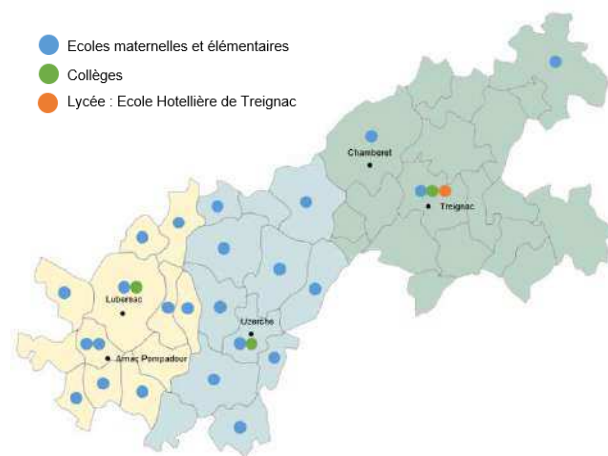 Ecoles maternelles et élémentaires
Collèges
Lycée : Ecole Hotellière de Treignac
Chamberet
Treignac
Lubersac
Uzerche
Arnac Pompadour